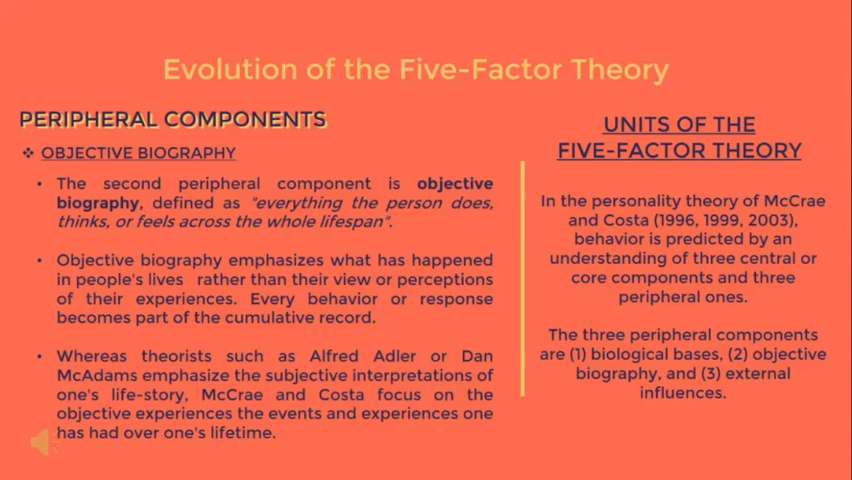 Evolution of the Five-Factor Theory
PERIPHERAL COMPONENTS
❖ OBJECTIVE BIOGRAPHY
• The second peripheral component is objective
biography, defined as "everything the person does,
thinks, or feels across the whole lifespan".
• Objective biography emphasizes what has happened
in people's lives rather than their view or perceptions
of their experiences. Every behavior or response
becomes part of the cumulative record.
• Whereas theorists such as Alfred Adler or Dan
McAdams emphasize the subjective interpretations of
one's life-story, McCrae and Costa focus on the
objective experiences the events and experiences one
has had over one's lifetime.
UNITS OF THE
FIVE-FACTOR THEORY
In the personality theory of McCrae
and Costa (1996, 1999, 2003),
behavior is predicted by an
understanding of three central or
core components and three
peripheral ones.
The three peripheral components
are (1) biological bases, (2) objective
biography, and (3) external
influences.